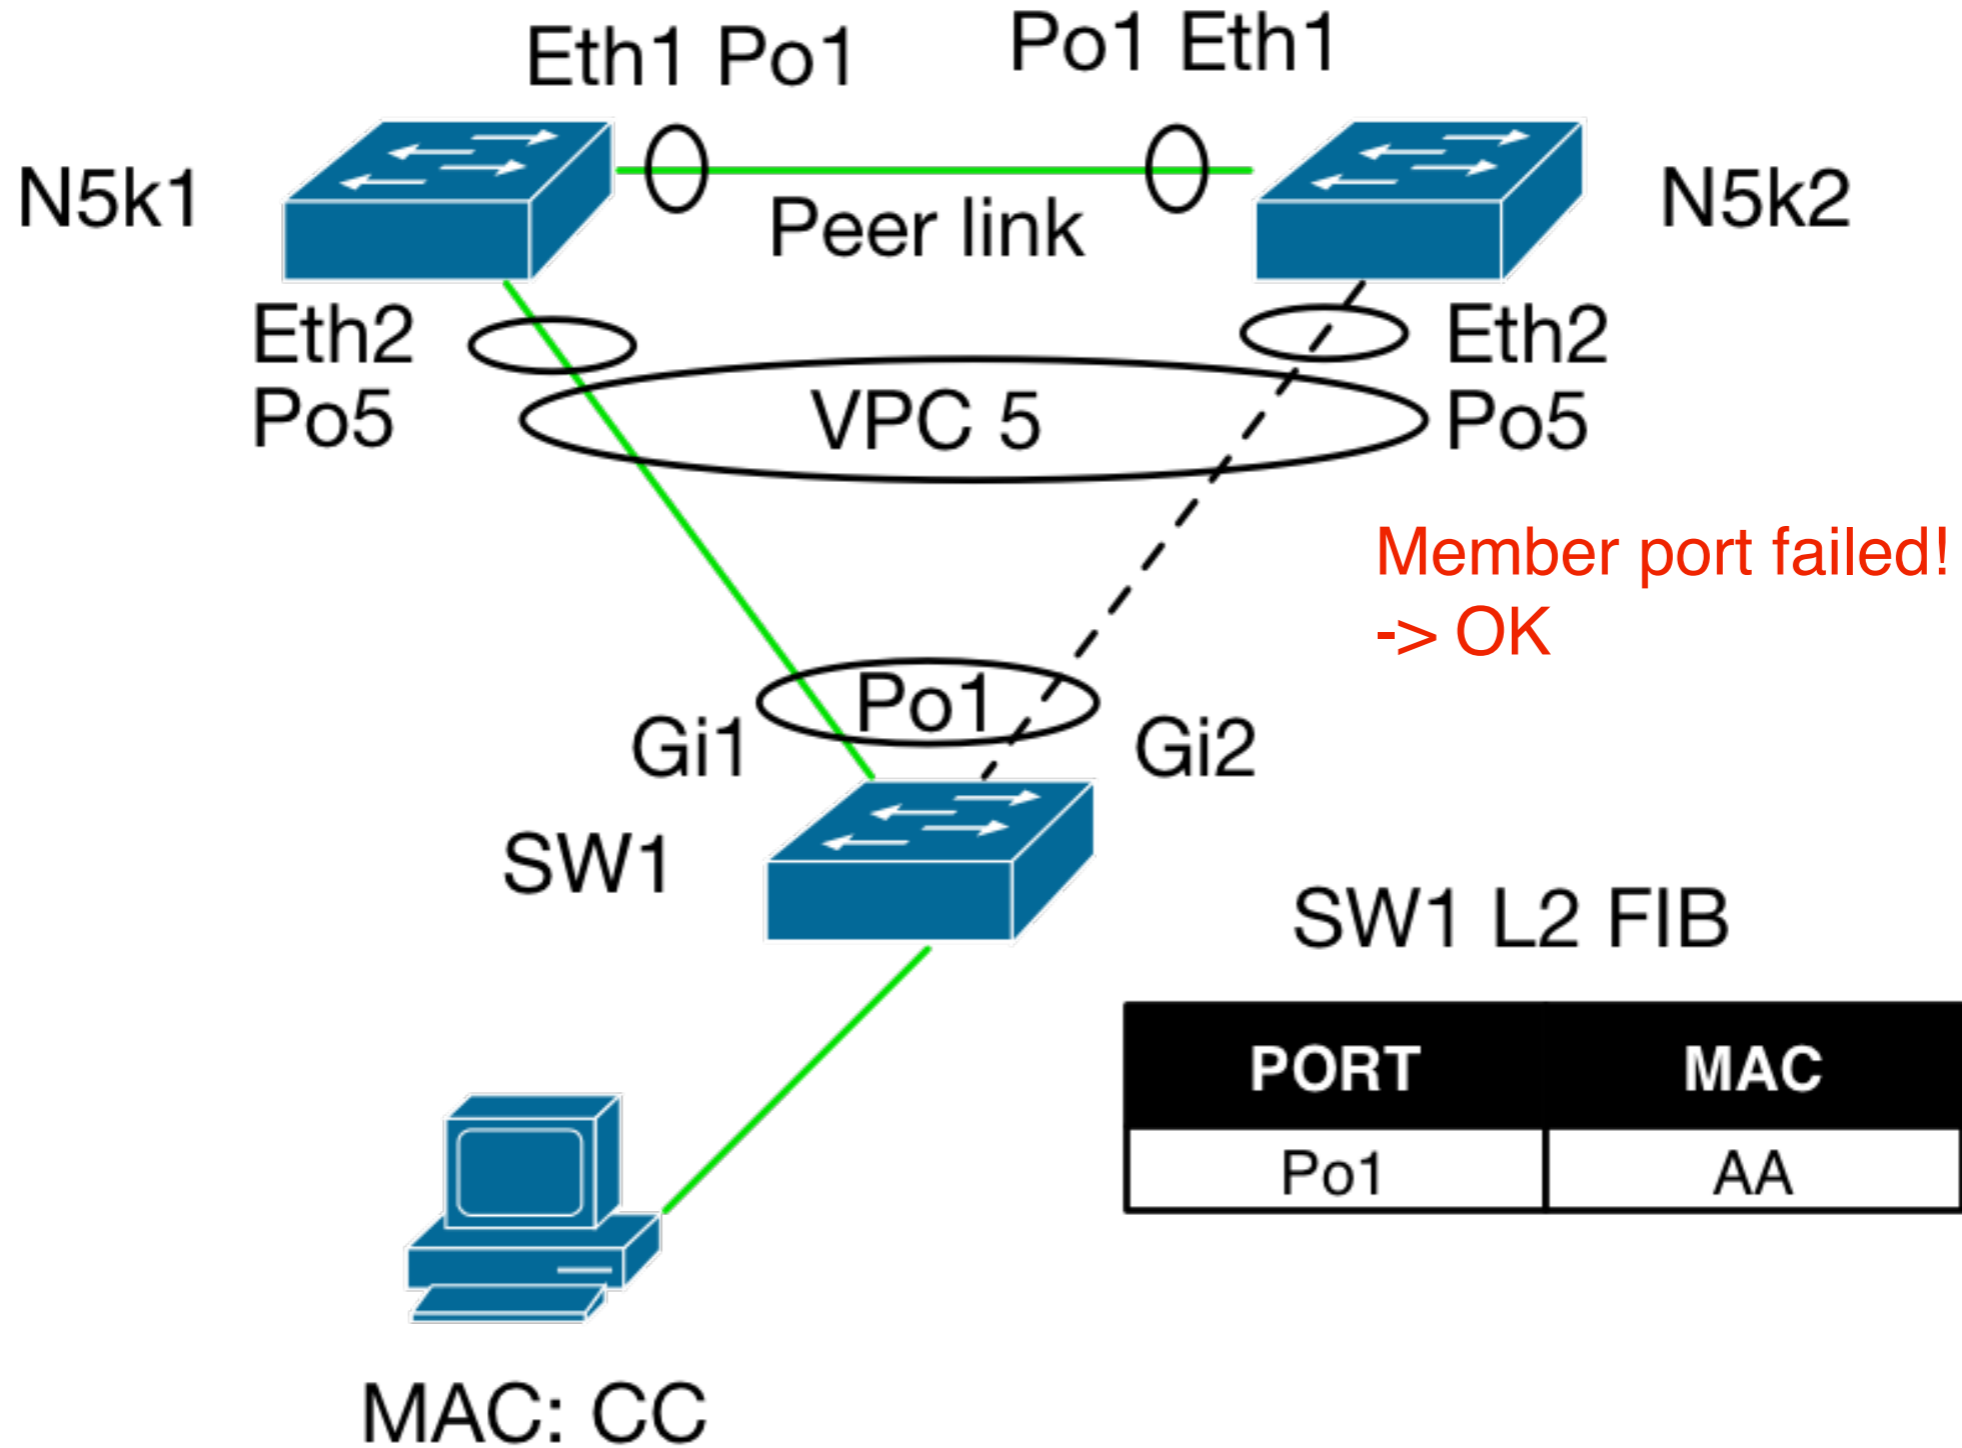 Eth1 Po1
Po1 Eth1
N5k1
N5k2
Peer link
Eth2
Po5
VPC 5
Eth2
Po5
Member port failed!
-> OK
Po1
Gi1
Gi2
SW1
SW1 L2 FIB
PORT MAC
Po1 AA
MAC: CC